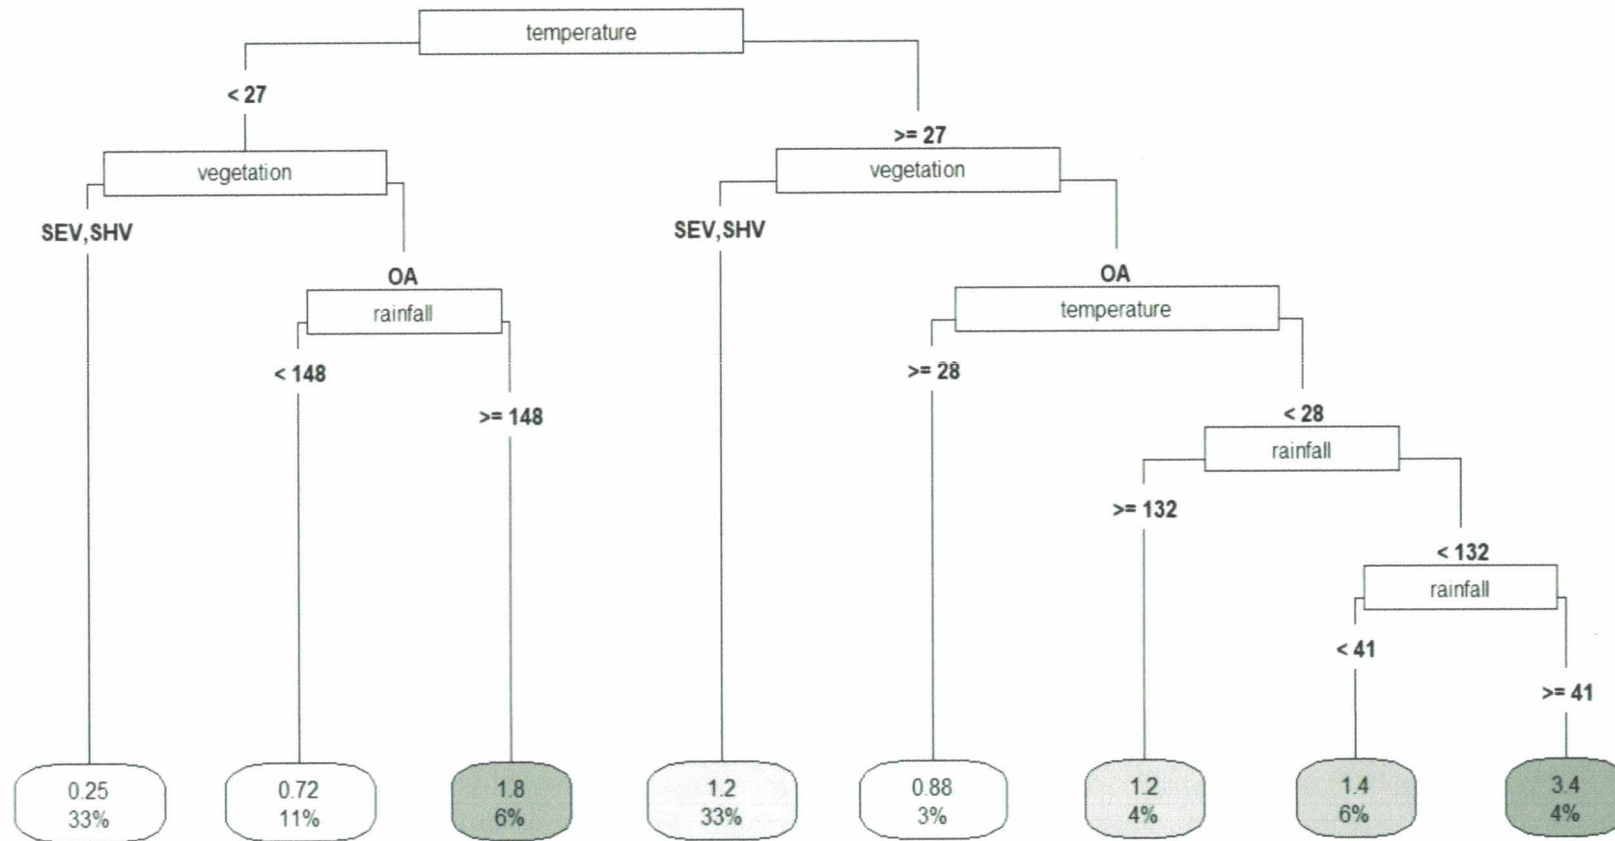 temperature
< 27
>= 27
vegetation
vegetation
SEV,SHV
SEV,SHV
OA
OA
rainfall
temperature
< 148
>= 28
>= 148
< 28
rainfall
>= 132
< 132
rainfall
< 41
>= 41
0.25
33%
0.72
11%
1.8
6%
1.2
33%
0.88
3%
1.2
4%
1.4
6%
3.4
4%